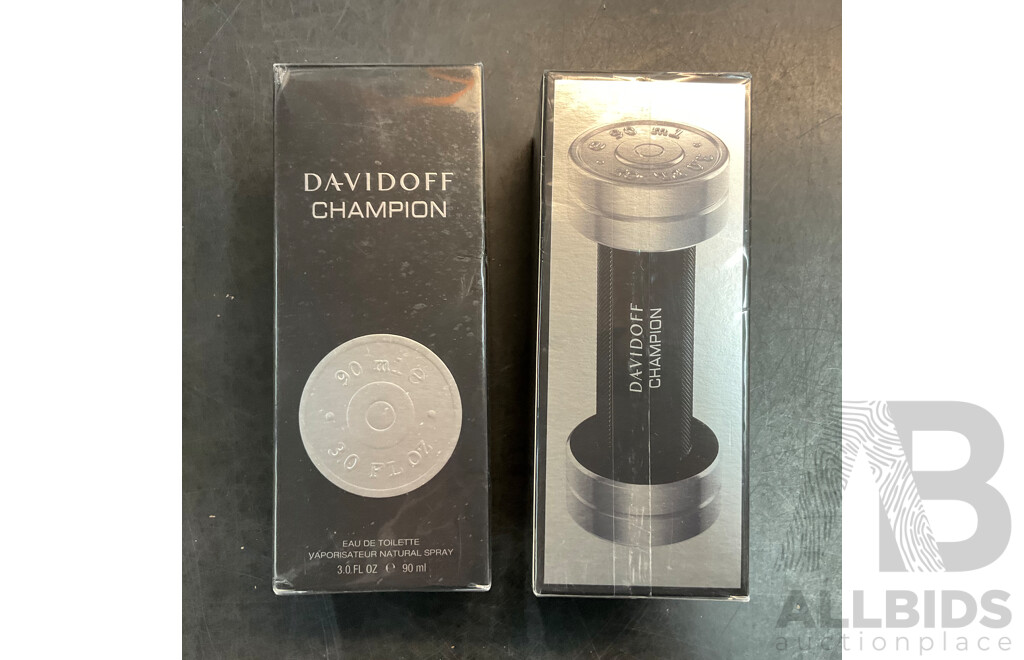 DAVIDOFF
CHAMPION
90 ml e
3.0 FL OZ
EAU DE TOILETTE
VAPORISATEUR NATURAL SPRAY
3.0.FL OZ e 90 ml
e 90 ml
DAVIDOFF
CHAMPION
AB
ALLBIDS
auctionplace